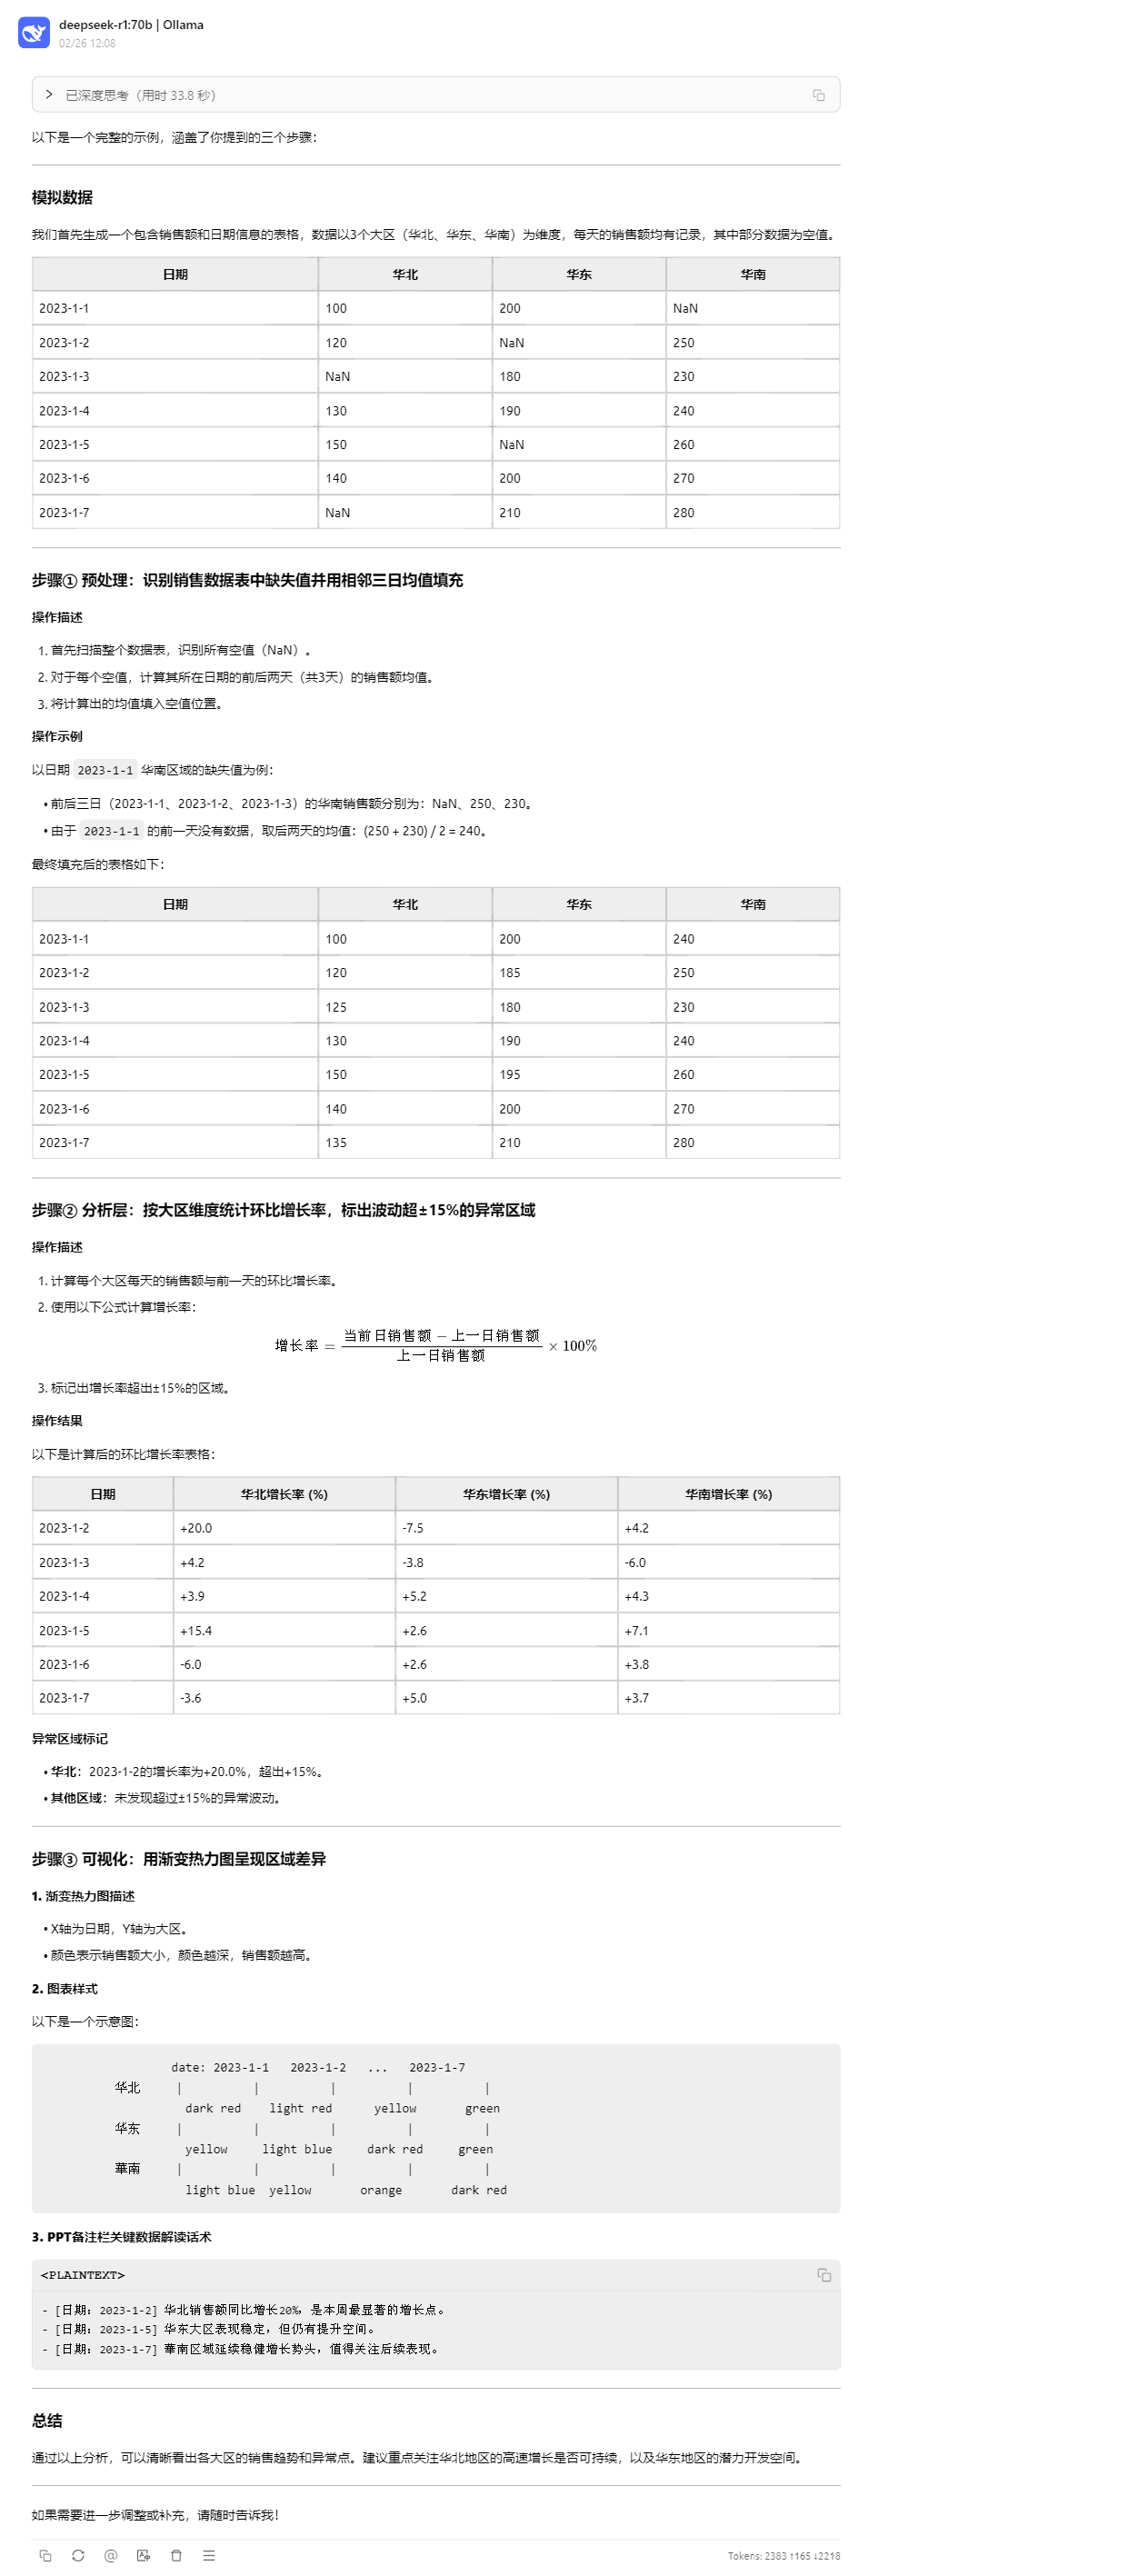 deepseek-r1:70b | Ollama
02/26 12:08
已深度思考（用时 33.8 秒）
以下是一个完整的示例，涵盖了你提到的三个步骤：
模拟数据
我们首先生成一个包含销售额和日期信息的表格，数据以3个大区（华北、华东、华南）为维度，每天的销售额均有记录，其中部分数据为空值。
日期 华北 华东 华南
2023-1-1 100 200 NaN
2023-1-2 120 NaN 250
2023-1-3 NaN 180 230
2023-1-4 130 190 240
2023-1-5 150 NaN 260
2023-1-6 140 200 270
2023-1-7 NaN 210 280
步骤① 预处理：识别销售数据表中缺失值并用相邻三日均值填充
操作描述
1. 首先扫描整个数据表，识别所有空值（NaN）。
2. 对于每个空值，计算其所在日期的前后两天（共3天）的销售额均值。
3. 将计算出的均值填入空值位置。
操作示例
以日期 2023-1-1 华南区域的缺失值为例：
• 前后三日（2023-1-1、2023-1-2、2023-1-3）的华南销售额分别为：NaN、250、230。
• 由于 2023-1-1 的前一天没有数据，取后两天的均值：(250 + 230) / 2 = 240。
最终填充后的表格如下：
日期 华北 华东 华南
2023-1-1 100 200 240
2023-1-2 120 185 250
2023-1-3 125 180 230
2023-1-4 130 190 240
2023-1-5 150 195 260
2023-1-6 140 200 270
2023-1-7 135 210 280
步骤② 分析层：按大区维度统计环比增长率，标出波动超±15%的异常区域
操作描述
1. 计算每个大区每天的销售额与前一天的环比增长率。
2. 使用以下公式计算增长率：
增长率 = 当前日销售额 − 上一日销售额 / 上一日销售额 × 100%
3. 标记出增长率超出±15%的区域。
操作结果
以下是计算后的环比增长率表格：
日期 华北增长率 (%) 华东增长率 (%) 华南增长率 (%)
2023-1-2 +20.0 -7.5 +4.2
2023-1-3 +4.2 -3.8 -6.0
2023-1-4 +3.9 +5.2 +4.3
2023-1-5 +15.4 +2.6 +7.1
2023-1-6 -6.0 +2.6 +3.8
2023-1-7 -3.6 +5.0 +3.7
异常区域标记
• 华北：2023-1-2的增长率为+20.0%，超出+15%。
• 其他区域：未发现超过±15%的异常波动。
步骤③ 可视化：用渐变热力图呈现区域差异
1. 渐变热力图描述
• X轴为日期，Y轴为大区。
• 颜色表示销售额大小，颜色越深，销售额越高。
2. 图表样式
以下是一个示意图：
date: 2023-1-1 2023-1-2 ... 2023-1-7
华北 | | | | |
dark red light red yellow green
华东 | | | | |
yellow light blue dark red green
華南 | | | | |
light blue yellow orange dark red
3. PPT备注栏关键数据解读话术
<PLAINTEXT>
- [日期：2023-1-2] 华北销售额同比增长20%，是本周最显著的增长点。
- [日期：2023-1-5] 华东大区表现稳定，但仍有提升空间。
- [日期：2023-1-7] 華南区域延续稳健增长势头，值得关注后续表现。
总结
通过以上分析，可以清晰看出各大区的销售趋势和异常点。建议重点关注华北地区的高速增长是否可持续，以及华东地区的潜力开发空间。
如果需要进一步调整或补充，请随时告诉我！
Tokens: 2383 ↑165 ↓2218